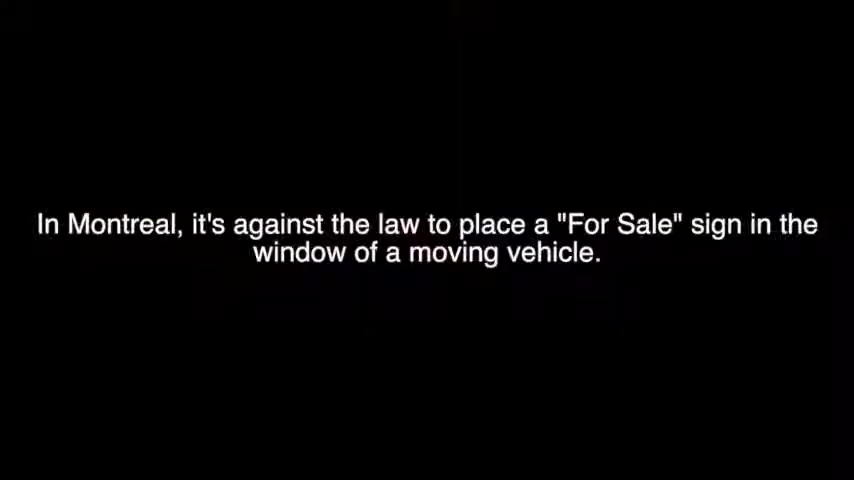 In Montreal, it's against the law to place a "For Sale" sign in the
window of a moving vehicle.